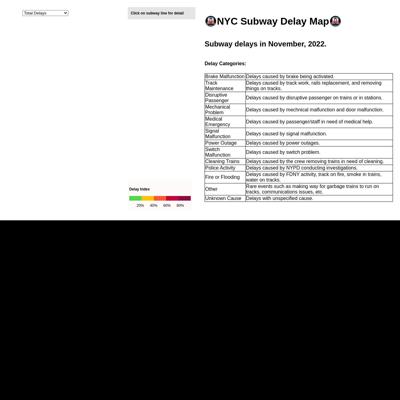 Total Delays
Click on subway line for detail
NYC Subway Delay Map
Subway delays in November, 2022.
Delay Categories:
Brake Malfunction Delays caused by brake being activated.
Track Maintenance Delays caused by track work, rails replacement, and removing things on tracks.
Disruptive Passenger Delays caused by disruptive passenger on trains or in stations.
Mechanical Problem Delays caused by mechnical malfunction and door malfunction.
Medical Emergency Delays caused by passenger/staff in need of medical help.
Signal Malfunction Delays caused by signal malfunction.
Power Outage Delays caused by power outages.
Switch Malfunction Delays caused by switch problem.
Cleaning Trains Delays caused by the crew removing trains in need of cleaning.
Police Activity Delays caused by NYPD conducting investigations.
Fire or Flooding Delays caused by FDNY activity, track on fire, smoke in trains, water on tracks.
Other Rare events such as making way for garbage trains to run on tracks, communications issues, etc.
Unknown Cause Delays with unspecified cause.
Delay Index
20% 40% 60% 80%